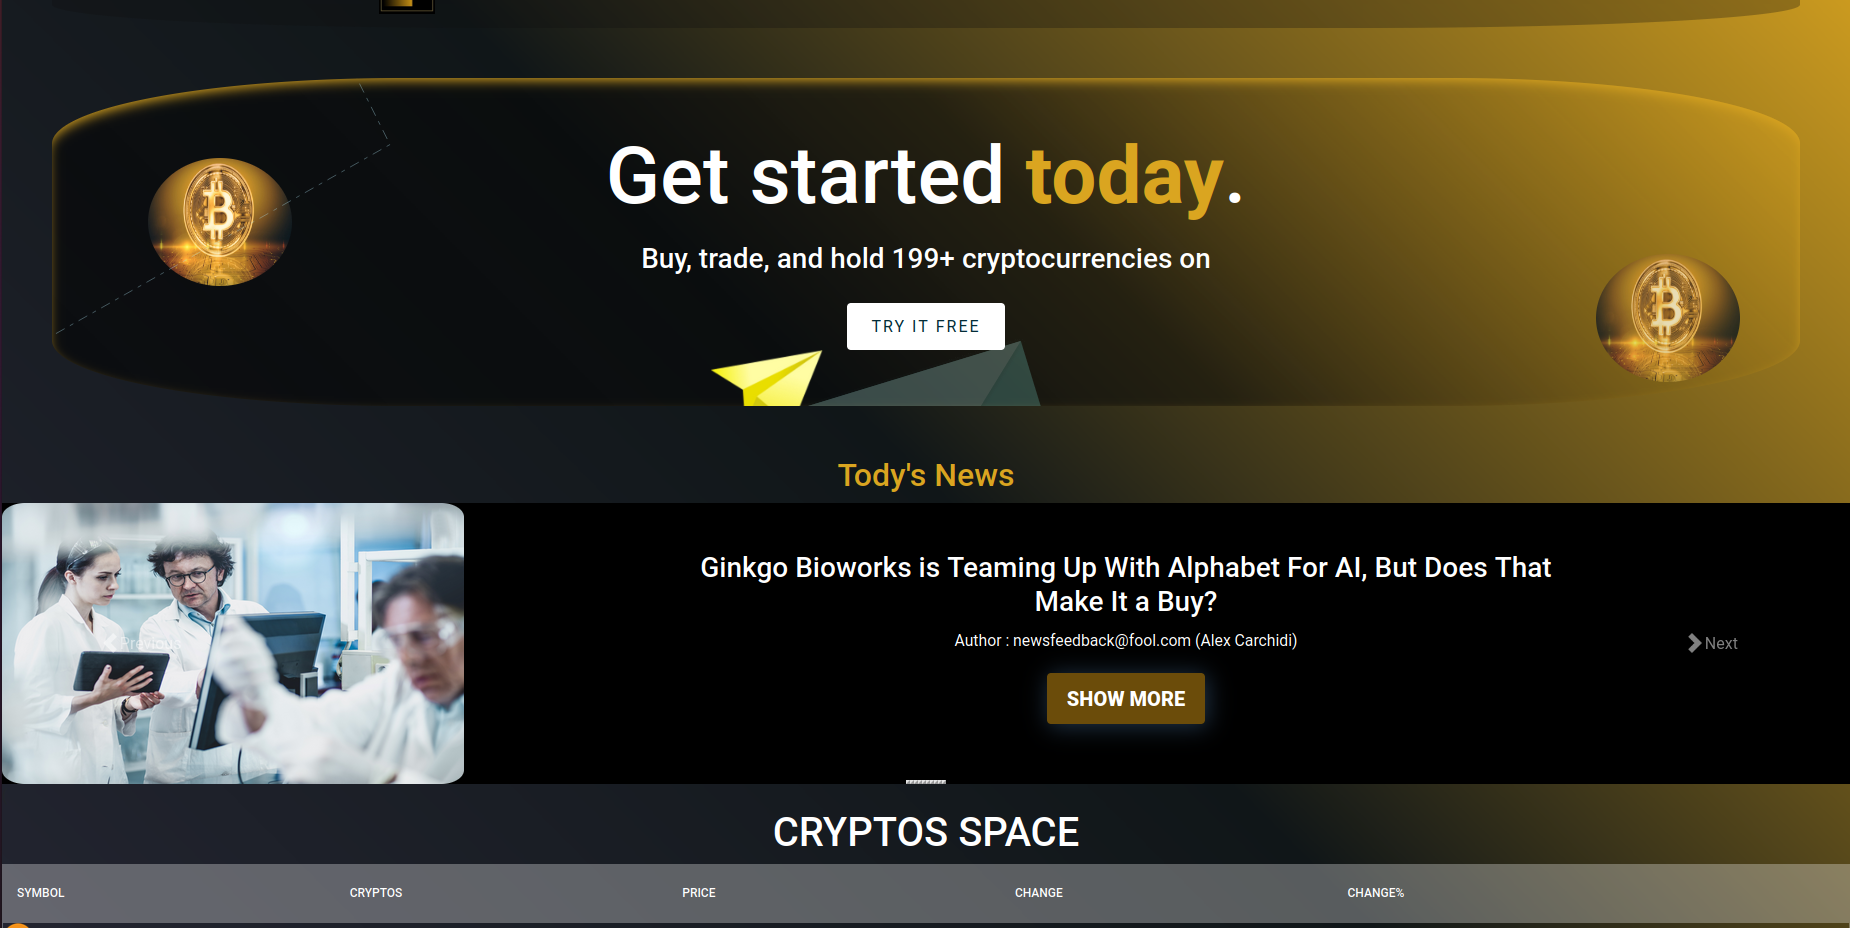 Get started today.
Buy, trade, and hold 199+ cryptocurrencies on
TRY IT FREE
Tody's News
Ginkgo Bioworks is Teaming Up With Alphabet For AI, But Does That
Make It a Buy?
Previous
Author : newsfeedback@fool.com (Alex Carchidi)
Next
SHOW MORE
CRYPTOS SPACE
SYMBOL CRYPTOS PRICE CHANGE CHANGE%